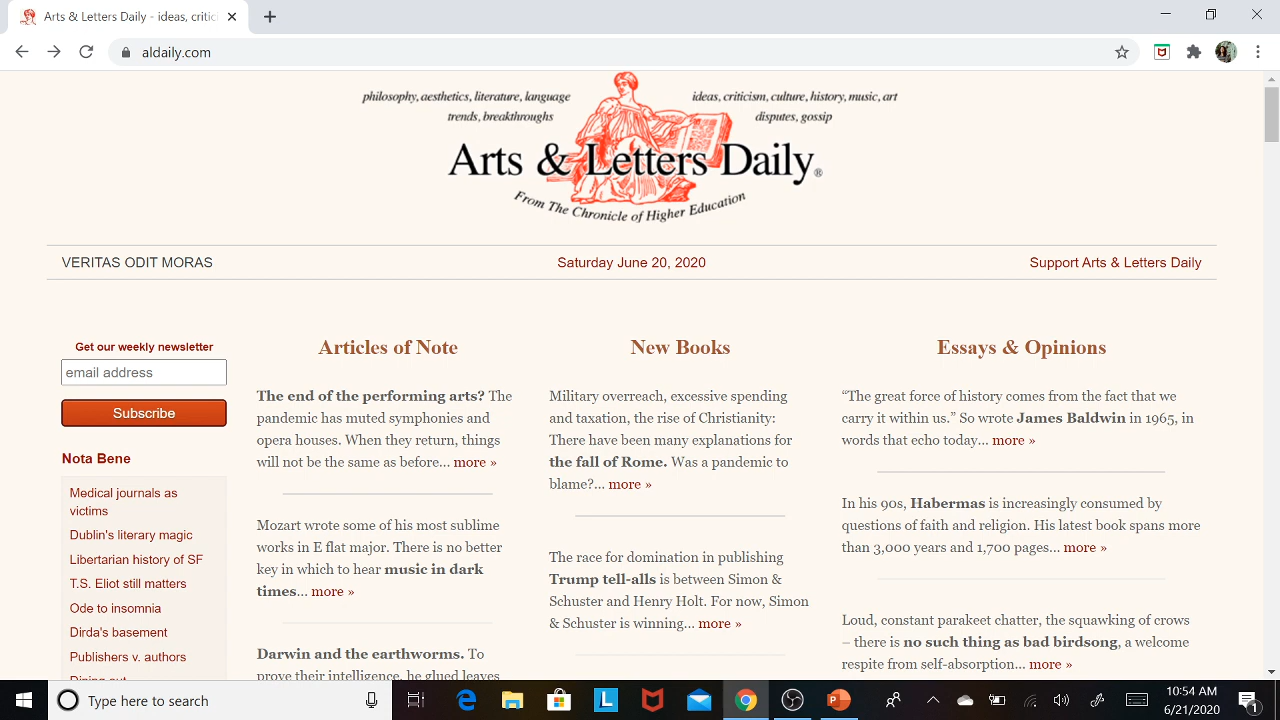 Arts & Letters Daily - ideas, critic
aldaily.com
philosophy, aesthetics, literature, language
trends, breakthroughs
ideas, criticism, culture, history, music, art
disputes, gossip
Arts & Letters Daily®
From The Chronicle of Higher Education
VERITAS ODIT MORAS
Saturday June 20, 2020
Support Arts & Letters Daily
Get our weekly newsletter
email address
Subscribe
Nota Bene
Medical journals as
victims
Dublin's literary magic
Libertarian history of SF
T.S. Eliot still matters
Ode to insomnia
Dirda's basement
Publishers v. authors
Dining out
Articles of Note
The end of the performing arts? The
pandemic has muted symphonies and
opera houses. When they return, things
will not be the same as before... more »
Mozart wrote some of his most sublime
works in E flat major. There is no better
key in which to hear music in dark
times... more »
Darwin and the earthworms. To
prove their intelligence, he glued leaves
New Books
Military overreach, excessive spending
and taxation, the rise of Christianity:
There have been many explanations for
the fall of Rome. Was a pandemic to
blame?... more »
The race for domination in publishing
Trump tell-alls is between Simon &
Schuster and Henry Holt. For now, Simon
& Schuster is winning... more »
Essays & Opinions
“The great force of history comes from the fact that we
carry it within us.” So wrote James Baldwin in 1965, in
words that echo today... more »
In his 90s, Habermas is increasingly consumed by
questions of faith and religion. His latest book spans more
than 3,000 years and 1,700 pages... more »
Loud, constant parakeet chatter, the squawking of crows
– there is no such thing as bad birdsong, a welcome
respite from self-absorption... more »
Type here to search
10:54 AM
6/21/2020
1